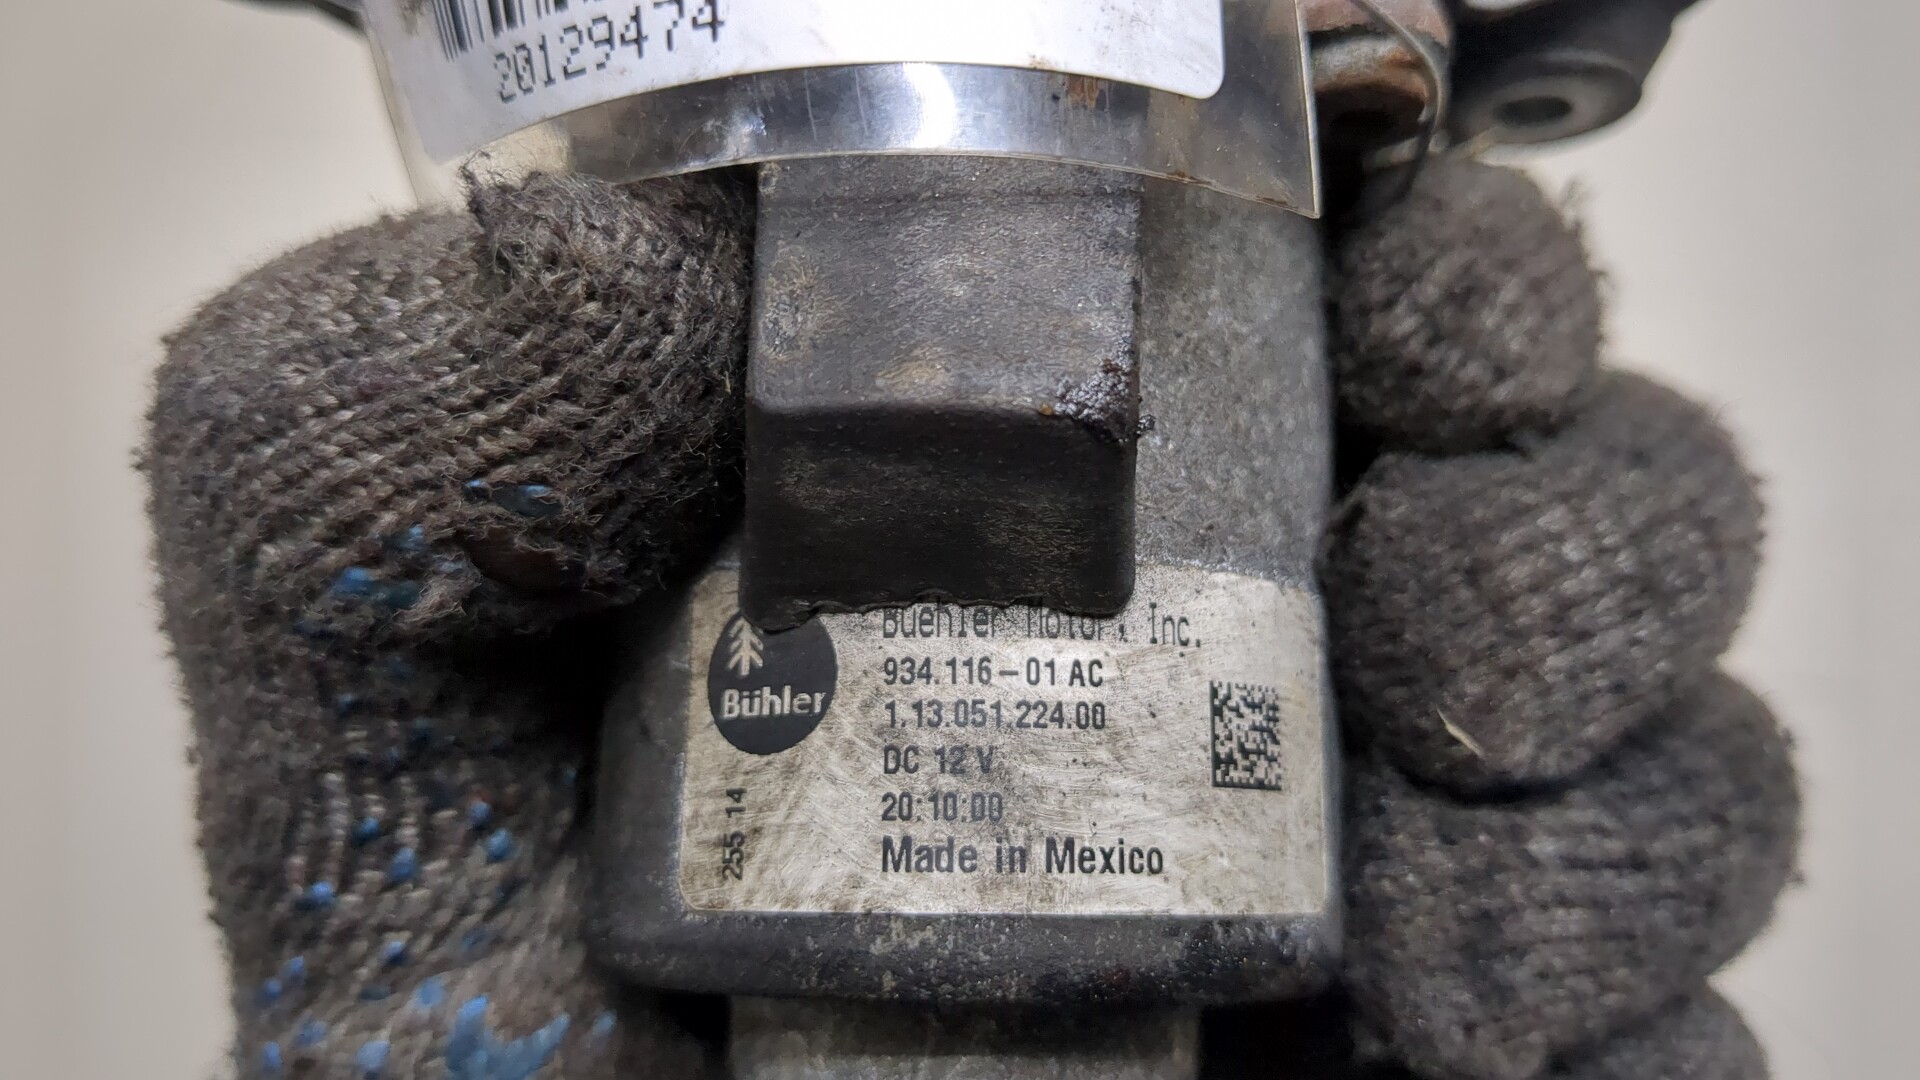 20129474
Buehler Motor, Inc.
Bühler
934.116-01 AC
1.13.051.224.00
DC 12 V
20:10:00
Made in Mexico
255 14